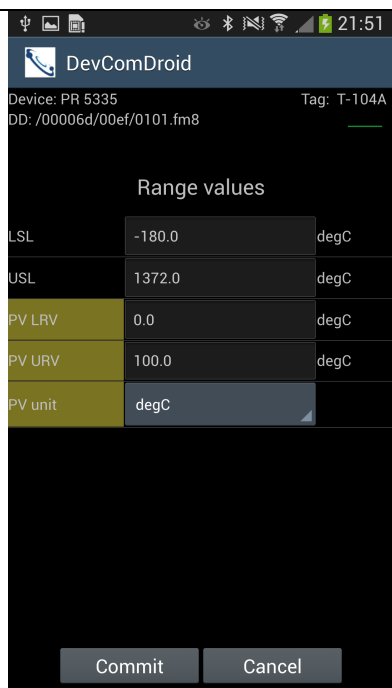 21:51
DevComDroid
Device: PR 5335 Tag: T-104A
DD: /00006d/00ef/0101.fm8
Range values
LSL -180.0 degC
USL 1372.0 degC
PV LRV 0.0 degC
PV URV 100.0 degC
PV unit degC
Commit Cancel